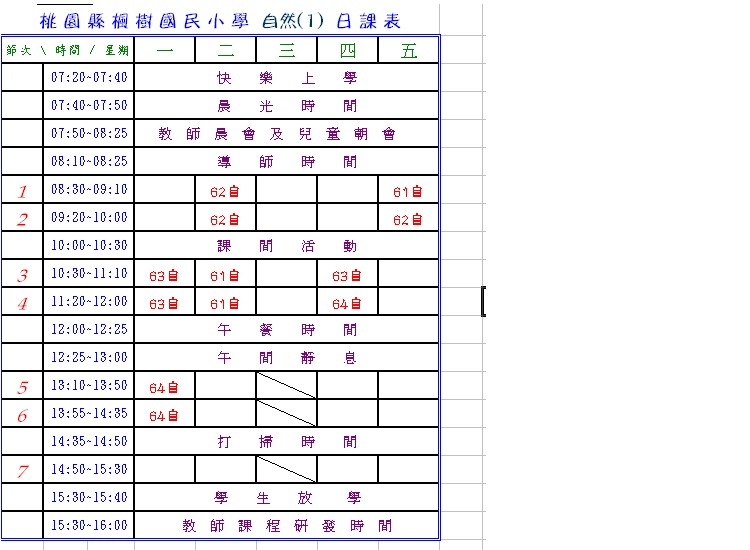 桃園縣楓樹國民小學 自然(1) 日課表
節次 \ 時間 / 星期 一 二 三 四 五
07:20~07:40 快樂上學
07:40~07:50 晨光時間
07:50~08:25 教師晨會及兒童朝會
08:10~08:25 導師時間
1 08:30~09:10 62自 61自
2 09:20~10:00 62自 62自
10:00~10:30 課間活動
3 10:30~11:10 63自 61自 63自
4 11:20~12:00 63自 61自 64自
12:00~12:25 午餐時間
12:25~13:00 午間靜息
5 13:10~13:50 64自
6 13:55~14:35 64自
14:35~14:50 打掃時間
7 14:50~15:30
15:30~15:40 學生放學
15:30~16:00 教師課程研發時間